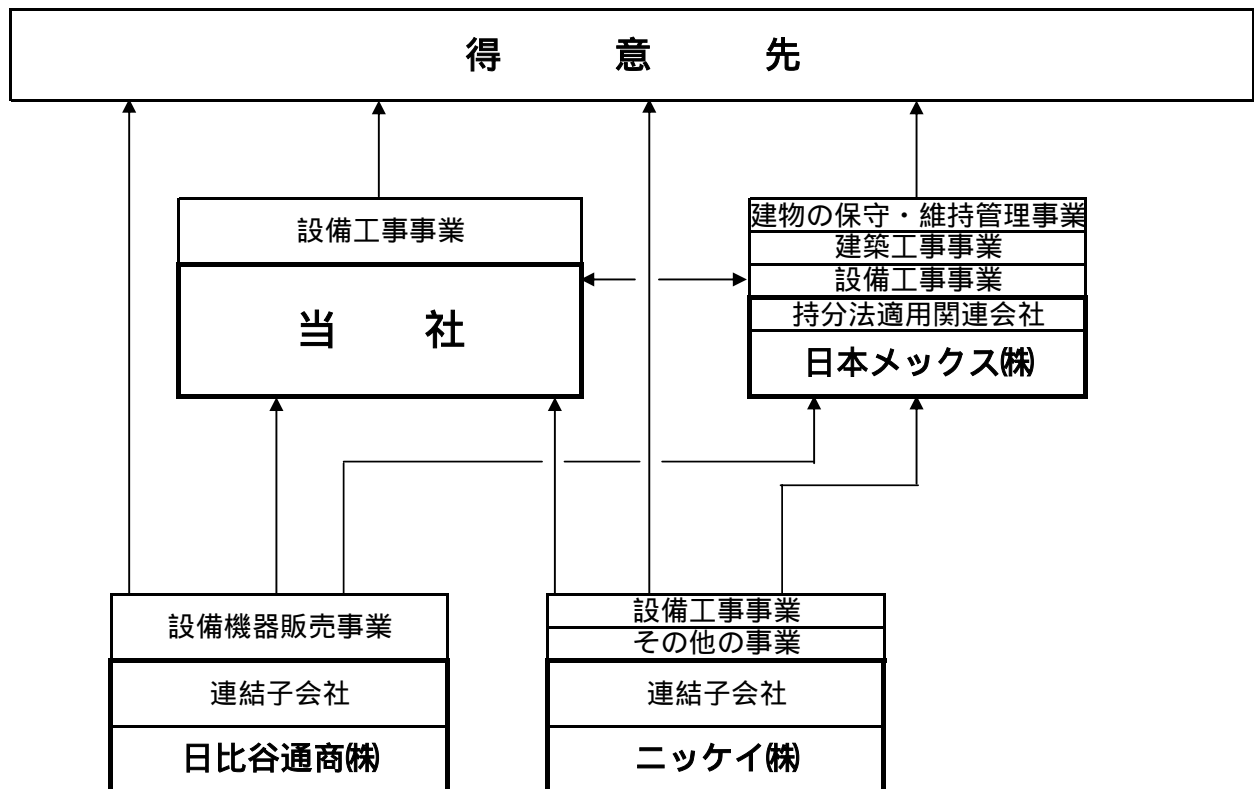 得意先
設備工事事業
当社
建物の保守・維持管理事業
建築工事事業
設備工事事業
持分法適用関連会社
日本メックス㈱
設備機器販売事業
連結子会社
日比谷通商㈱
設備工事事業
その他の事業
連結子会社
ニッケイ㈱